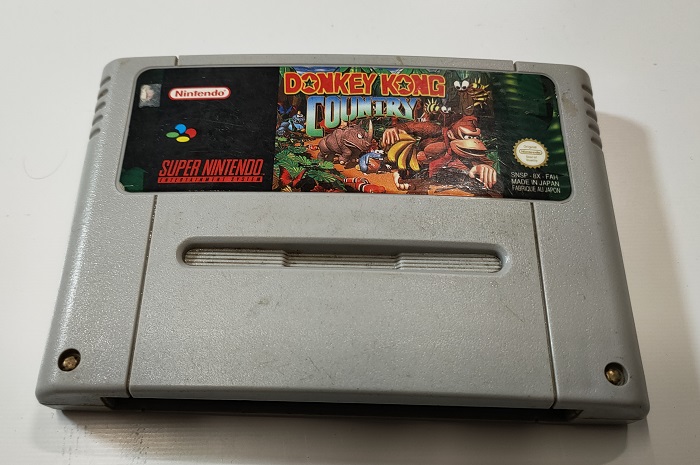 Nintendo
SUPER NINTENDO
ENTERTAINMENT SYSTEM
DONKEY KONG
COUNTRY
SNSP - 8X - FAH
MADE IN JAPAN
FABRIQUÉ AU JAPON